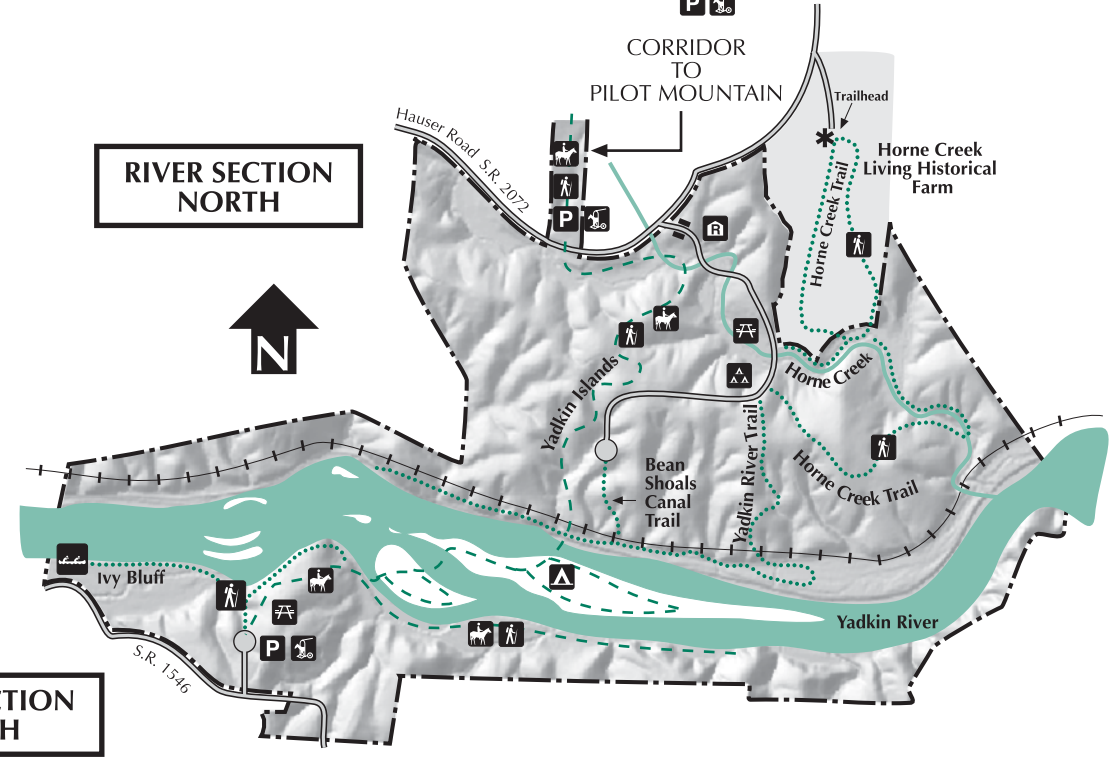 P
CORRIDOR
TO
PILOT MOUNTAIN
Trailhead
Hauser Road S.R. 2072
Horne Creek
Living Historical
Farm
RIVER SECTION
NORTH
Horne Creek Trail
P
R
N
Yadkin Islands
Horne Creek
Bean
Shoals
Canal
Trail
Yadkin River Trail
Horne Creek Trail
Ivy Bluff
Yadkin River
P
S.R. 1546
CTION
H